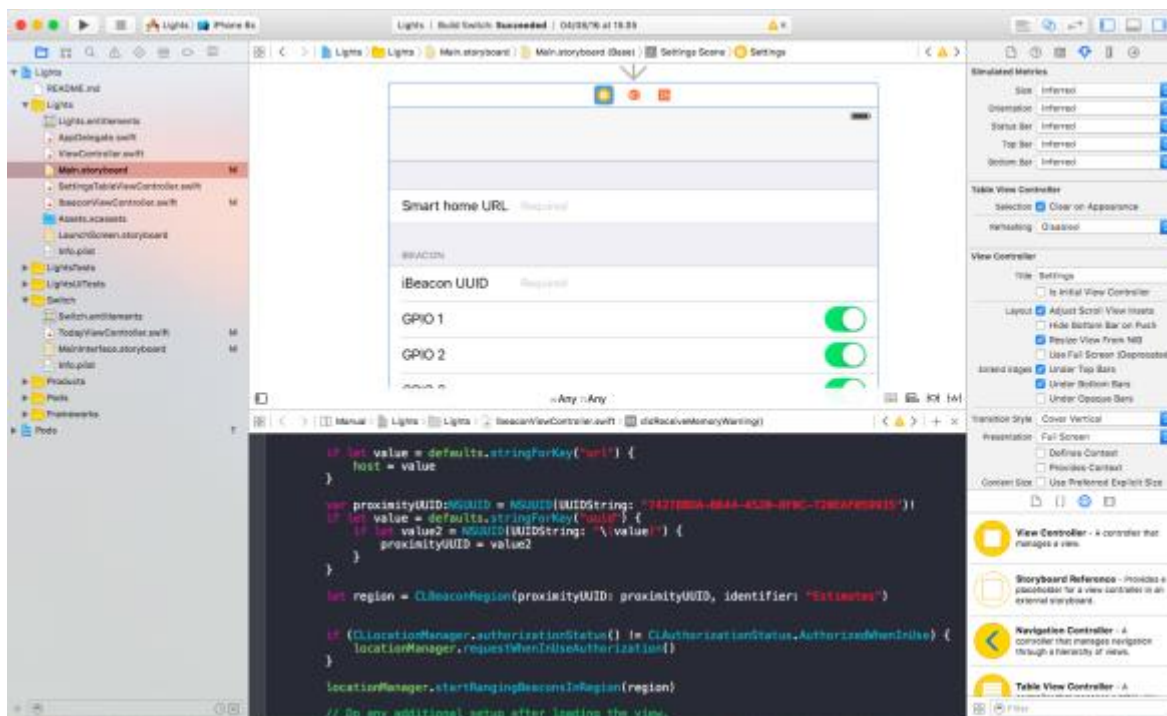 Lights iPhone 6s
Lights | Build Switch: Succeeded | 04/08/16 at 19.09
Lights Lights Main.storyboard Main.storyboard (Base) Settings Scene Settings
Lights
README.md
Lights
Lights.entitlements
AppDelegate.swift
ViewController.swift
Main.storyboard M
SettingsTableViewController.swift
IbeaconViewController.swift M
Assets.xcassets
LaunchScreen.storyboard
Info.plist
LightsTests
LightsUITests
Switch
Switch.entitlements
TodayViewController.swift M
MainInterface.storyboard M
Info.plist
Products
Pods
Frameworks
Pods
Smart home URL Required
BEACON
iBeacon UUID Required
GPIO 1
GPIO 2
Any Any
Manual Lights Lights IbeaconViewController.swift didReceiveMemoryWarning()
if let value = defaults.stringForKey("url") {
host = value
}
var proximityUUID:NSUUID = NSUUID(UUIDString:
if let value = defaults.stringForKey("uuid") {
if let value2 = NSUUID(UUIDString: "\(value)") {
proximityUUID = value2
}
}
let region = CLBeaconRegion(proximityUUID: proximityUUID, identifier: "Estimotes")
if (CLLocationManager.authorizationStatus() != CLAuthorizationStatus.AuthorizedWhenInUse) {
locationManager.requestWhenInUseAuthorization()
}
locationManager.startRangingBeaconsInRegion(region)
// Do any additional setup after loading the view.
Simulated Metrics
Size Inferred
Orientation Inferred
Status Bar Inferred
Top Bar Inferred
Bottom Bar Inferred
Table View Controller
Selection Clear on Appearance
Refreshing Disabled
View Controller
Title Settings
Is Initial View Controller
Layout Adjust Scroll View Insets
Hide Bottom Bar on Push
Resize View From NIB
Use Full Screen (Deprecated
Extend Edges Under Top Bars
Under Bottom Bars
Under Opaque Bars
Transition Style Cover Vertical
Presentation Full Screen
Defines Context
Provides Context
Content Size Use Preferred Explicit Size
View Controller - A controller that
manages a view.
Storyboard Reference - Provides a
placeholder for a view controller in an
external storyboard.
Navigation Controller - A
controller that manages navigation
through a hierarchy of views.
Table View Controller - A
Filter